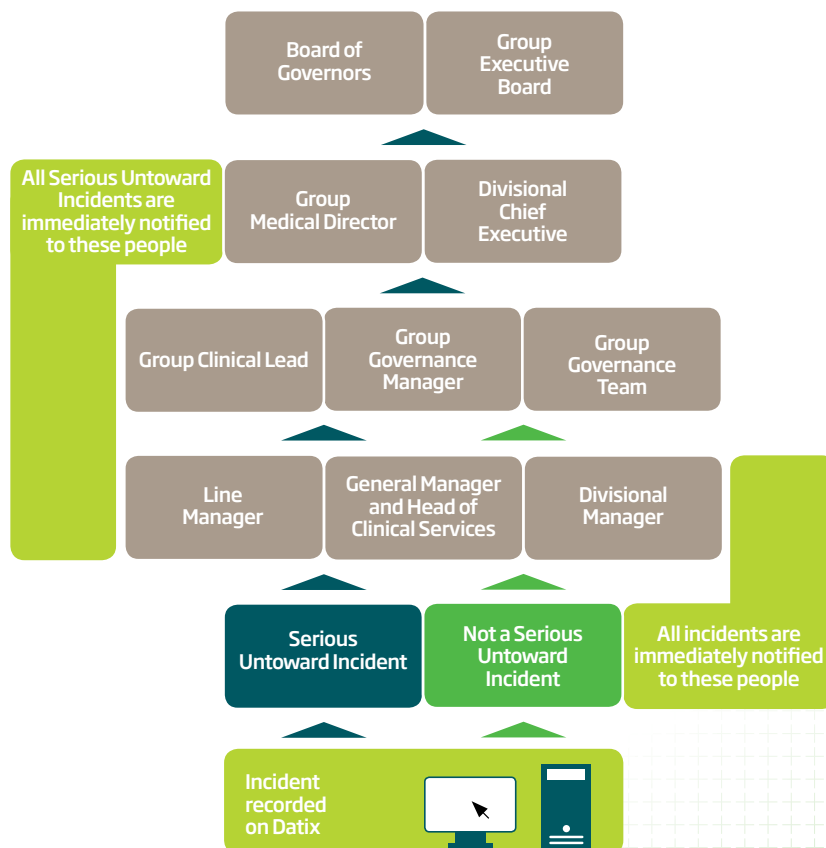 Board of
Governors
Group
Executive
Board
All Serious Untoward
Incidents are
immediately notified
to these people
Group
Medical Director
Divisional
Chief
Executive
Group Clinical Lead
Group
Governance
Manager
Group
Governance
Team
Line
Manager
General Manager
and Head of
Clinical Services
Divisional
Manager
Serious
Untoward Incident
Not a Serious
Untoward
Incident
All incidents are
immediately notified
to these people
Incident
recorded
on Datix